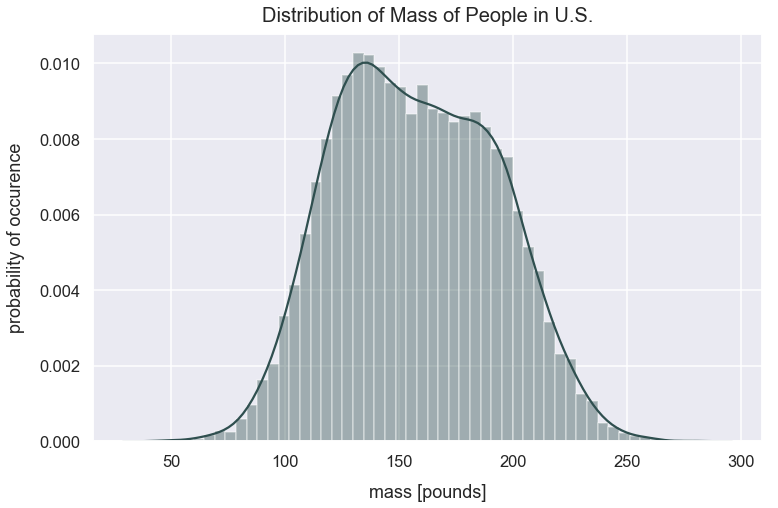 Distribution of Mass of People in U.S.
0.010
0.008
0.006
0.004
0.002
0.000
probability of occurence
50 100 150 200 250 300
mass [pounds]